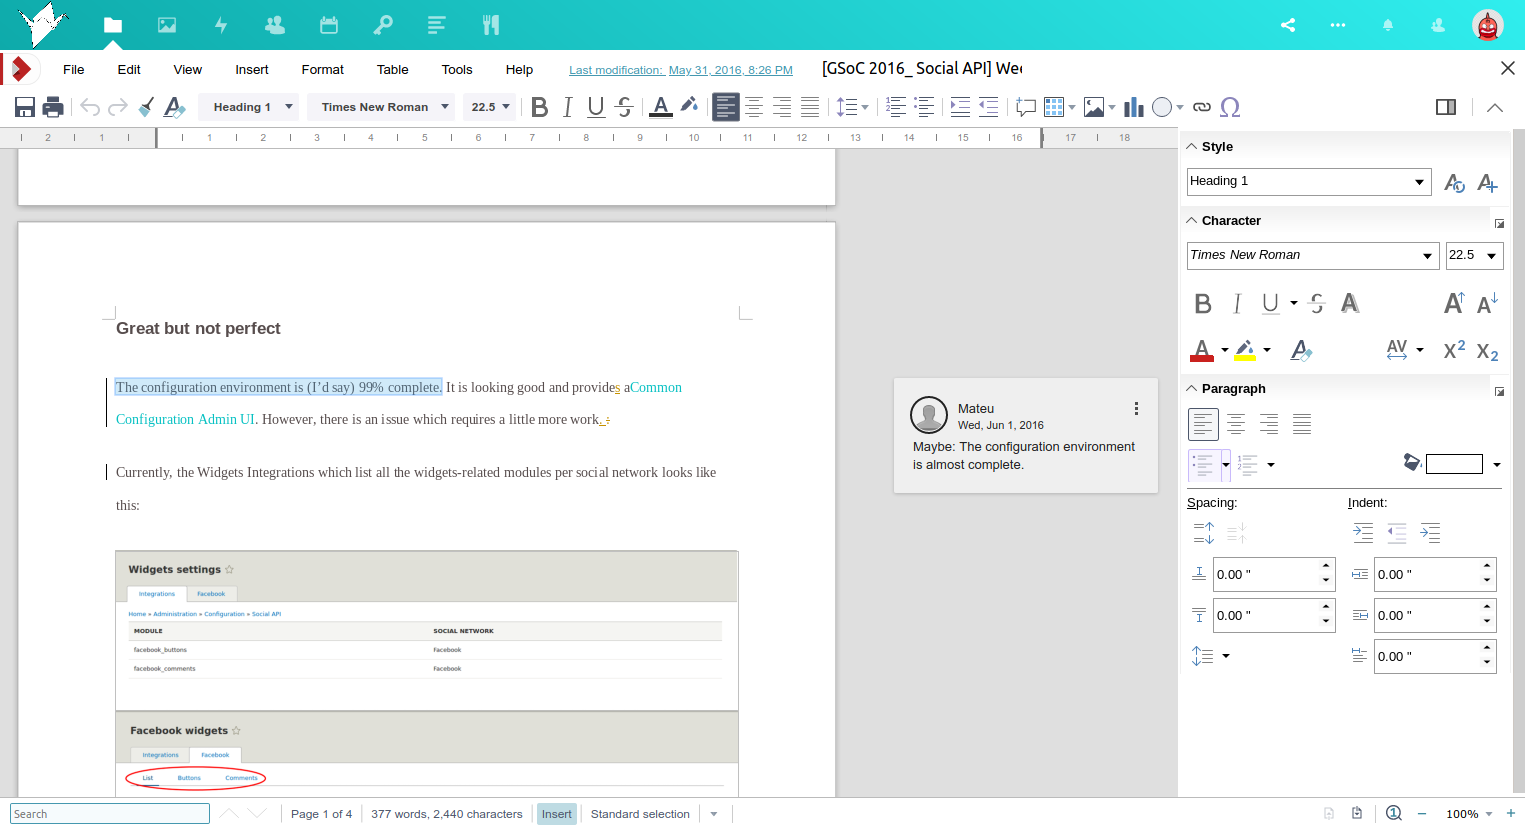 File Edit View Insert Format Table Tools Help Last modification: May 31, 2016, 8:26 PM [GSoC 2016_ Social API] Wee
Heading 1 Times New Roman 22.5 B I U S A Ω
2 1 1 2 3 4 5 6 7 8 9 10 11 12 13 14 15 16 17 18
Great but not perfect
The configuration environment is (I'd say) 99% complete. It is looking good and provides aCommon
Configuration Admin UI. However, there is an issue which requires a little more work. :
Currently, the Widgets Integrations which list all the widgets-related modules per social network looks like
this:
Widgets settings
Integrations Facebook
Home » Administration » Configuration » Social API
MODULE SOCIAL NETWORK
facebook_buttons Facebook
facebook_comments Facebook
Facebook widgets
Integrations Facebook
List Buttons Comments
Mateu
Wed, Jun 1, 2016
Maybe: The configuration environment
is almost complete.
Style
Heading 1
Character
Times New Roman 22.5
B I U S A A A
A AV X2 X2
Paragraph
Spacing: Indent:
0.00 " 0.00 "
0.00 " 0.00 "
0.00 "
Search Page 1 of 4 377 words, 2,440 characters Insert Standard selection 1 − 100% +